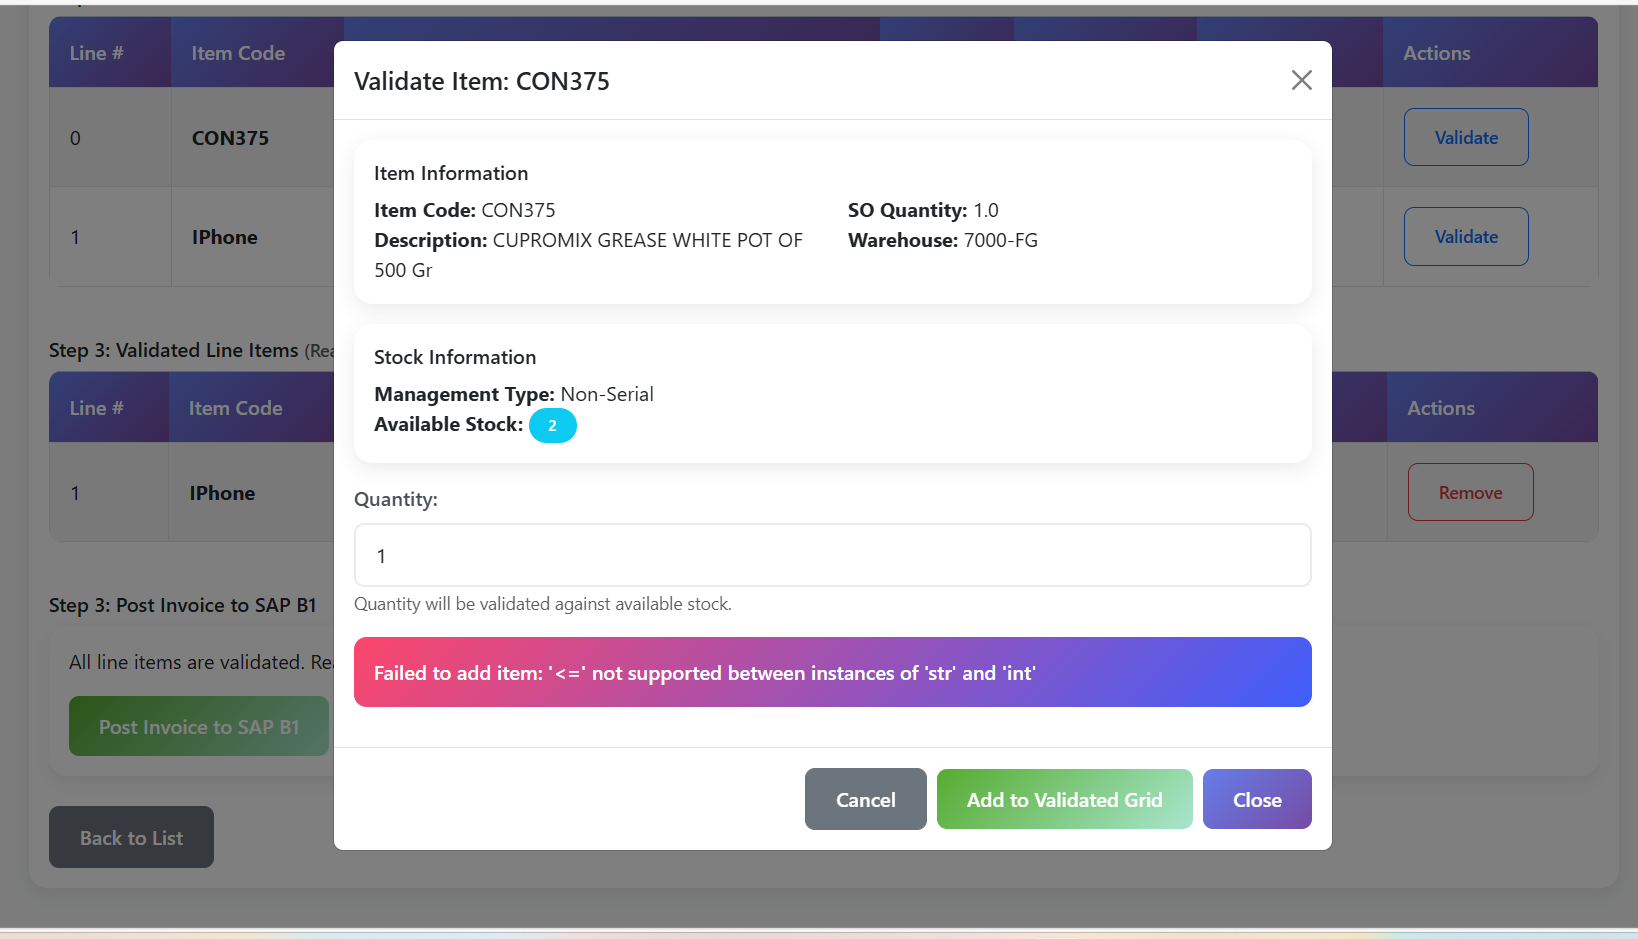 Line # Item Code Actions
0 CON375 Validate
1 IPhone Validate
Step 3: Validated Line Items
Line # Item Code Actions
1 IPhone Remove
Step 3: Post Invoice to SAP B1
All line items are validated.
Post Invoice to SAP B1
Back to List
Validate Item: CON375
Item Information
Item Code: CON375 SO Quantity: 1.0
Description: CUPROMIX GREASE WHITE POT OF Warehouse: 7000-FG
500 Gr
Stock Information
Management Type: Non-Serial
Available Stock: 2
Quantity:
1
Quantity will be validated against available stock.
Failed to add item: '<=' not supported between instances of 'str' and 'int'
Cancel Add to Validated Grid Close